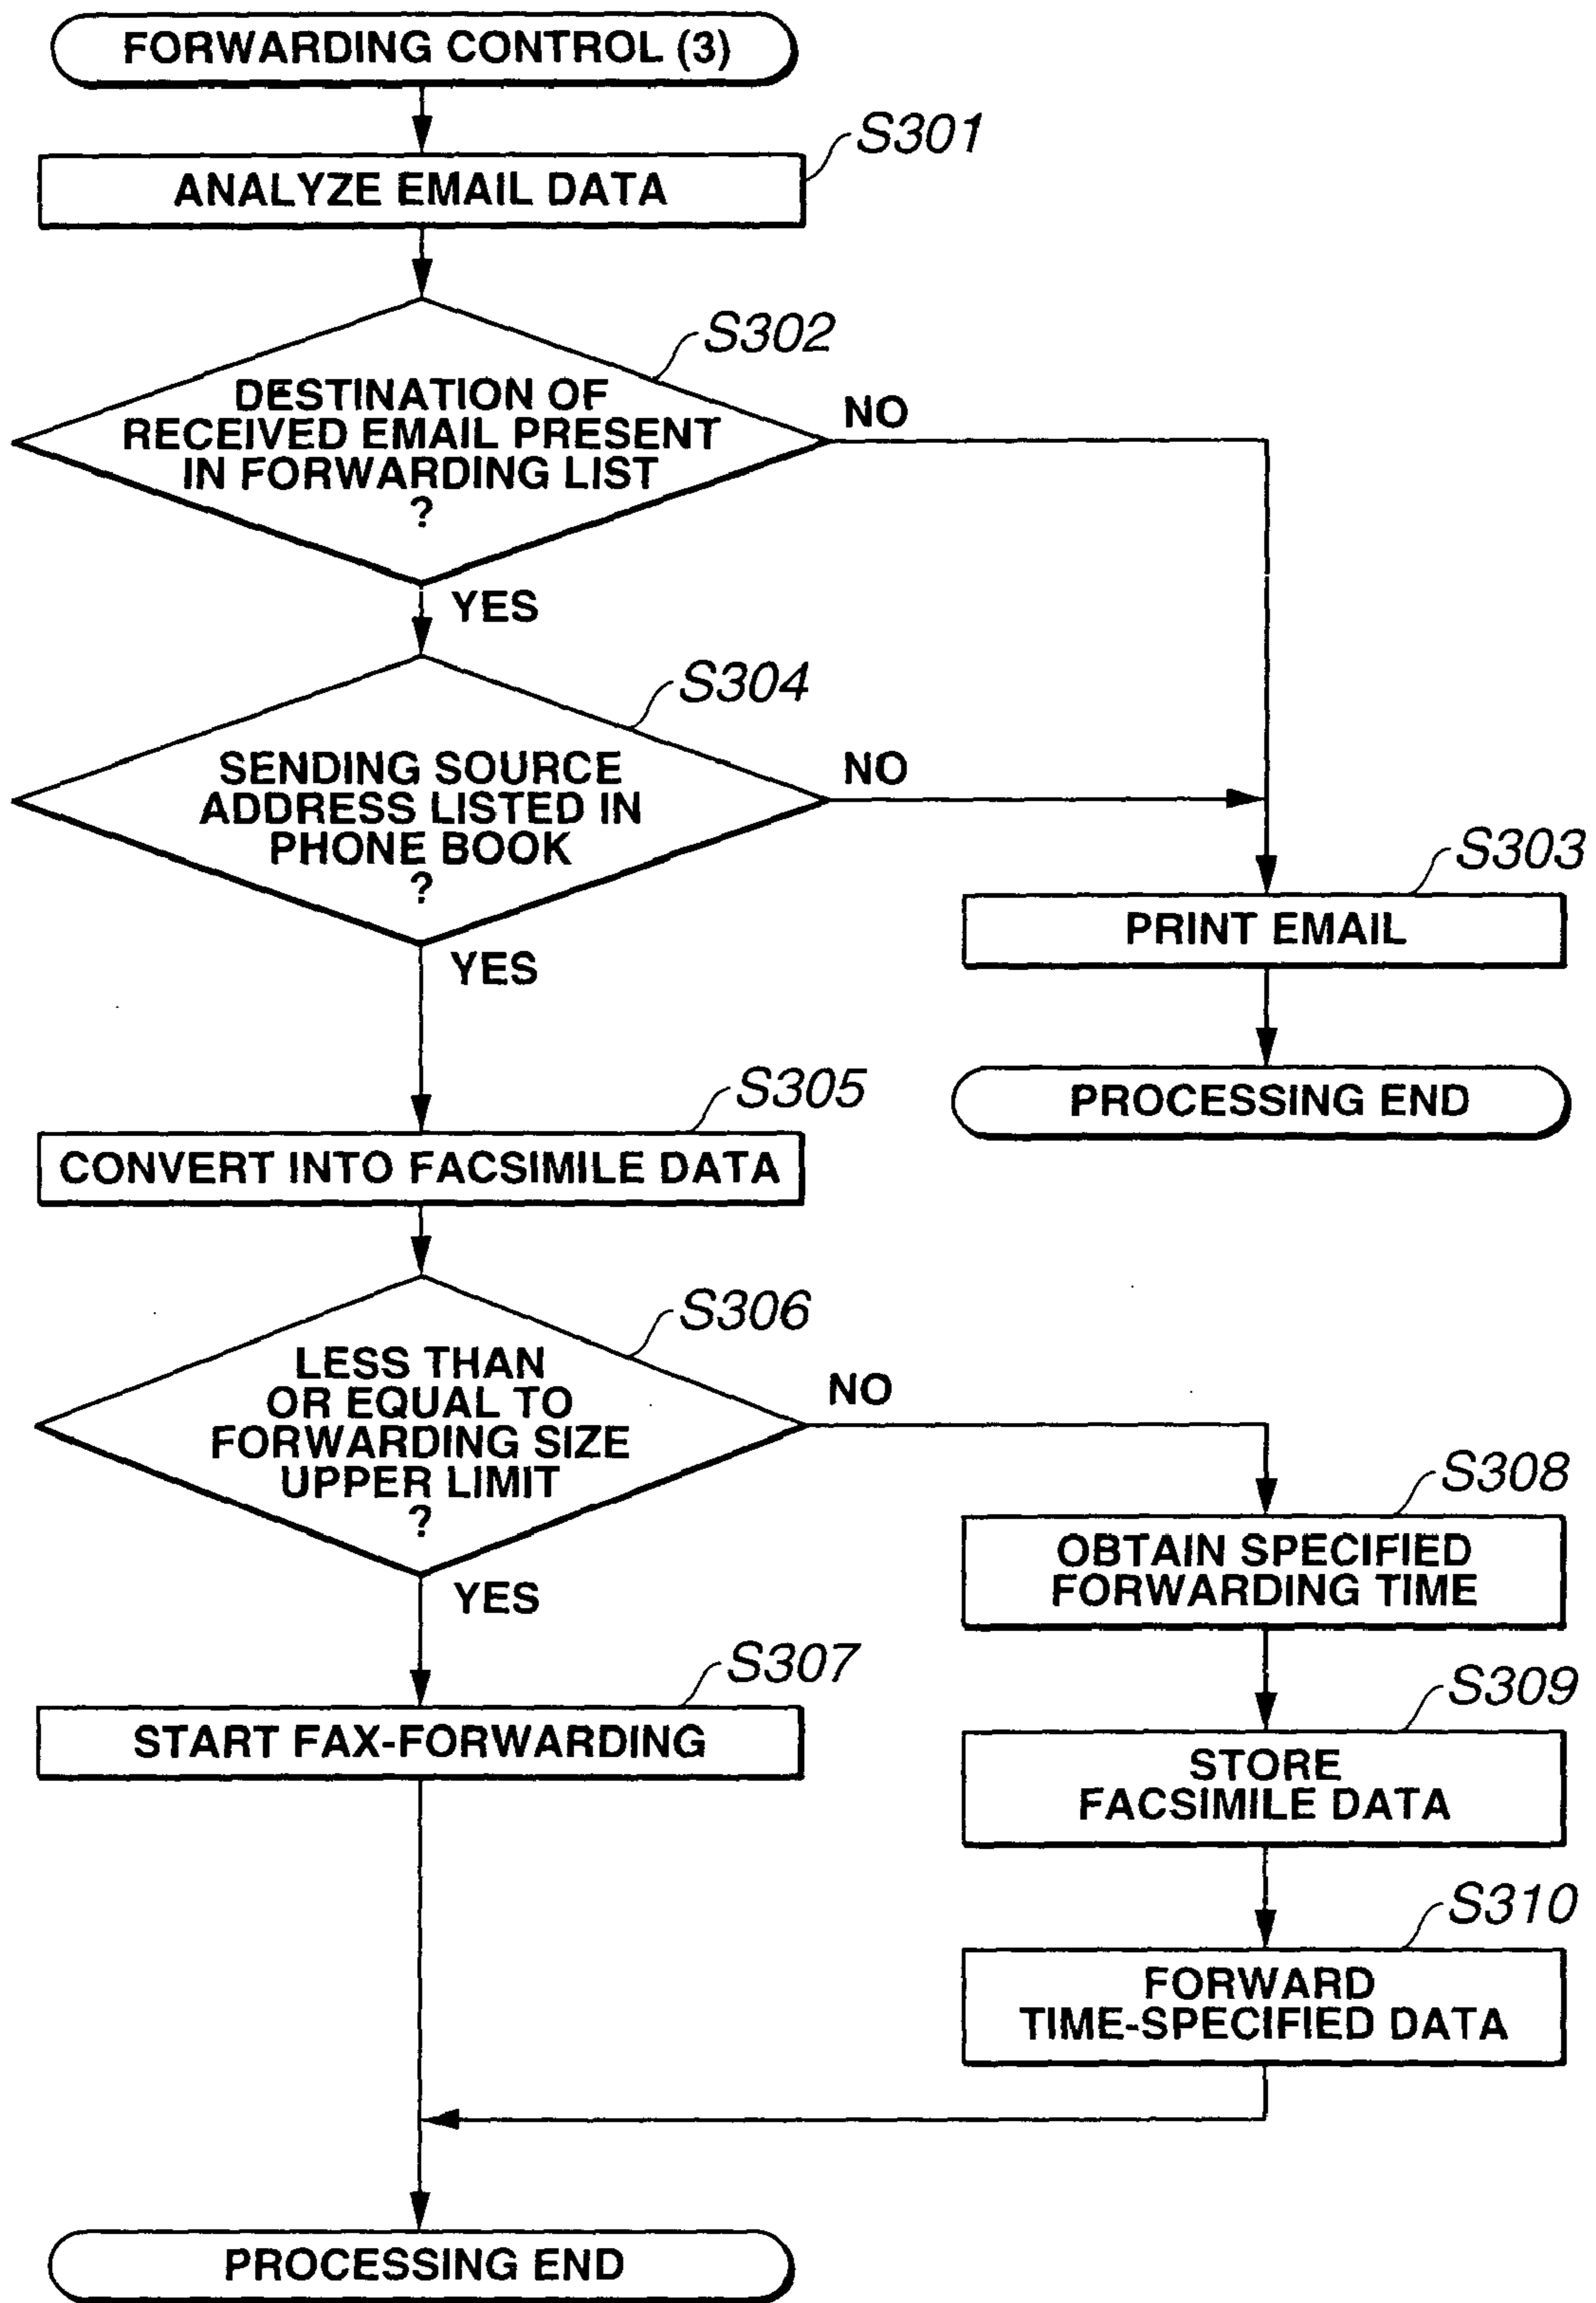 FORWARDING CONTROL (3)
S301
ANALYZE EMAIL DATA
S302
DESTINATION OF
RECEIVED EMAIL PRESENT
IN FORWARDING LIST
?
NO
YES
S304
SENDING SOURCE
ADDRESS LISTED IN
PHONE BOOK
?
NO
YES
S303
PRINT EMAIL
PROCESSING END
S305
CONVERT INTO FACSIMILE DATA
S306
LESS THAN
OR EQUAL TO
FORWARDING SIZE
UPPER LIMIT
?
NO
YES
S307
START FAX-FORWARDING
S308
OBTAIN SPECIFIED
FORWARDING TIME
S309
STORE
FACSIMILE DATA
S310
FORWARD
TIME-SPECIFIED DATA
PROCESSING END